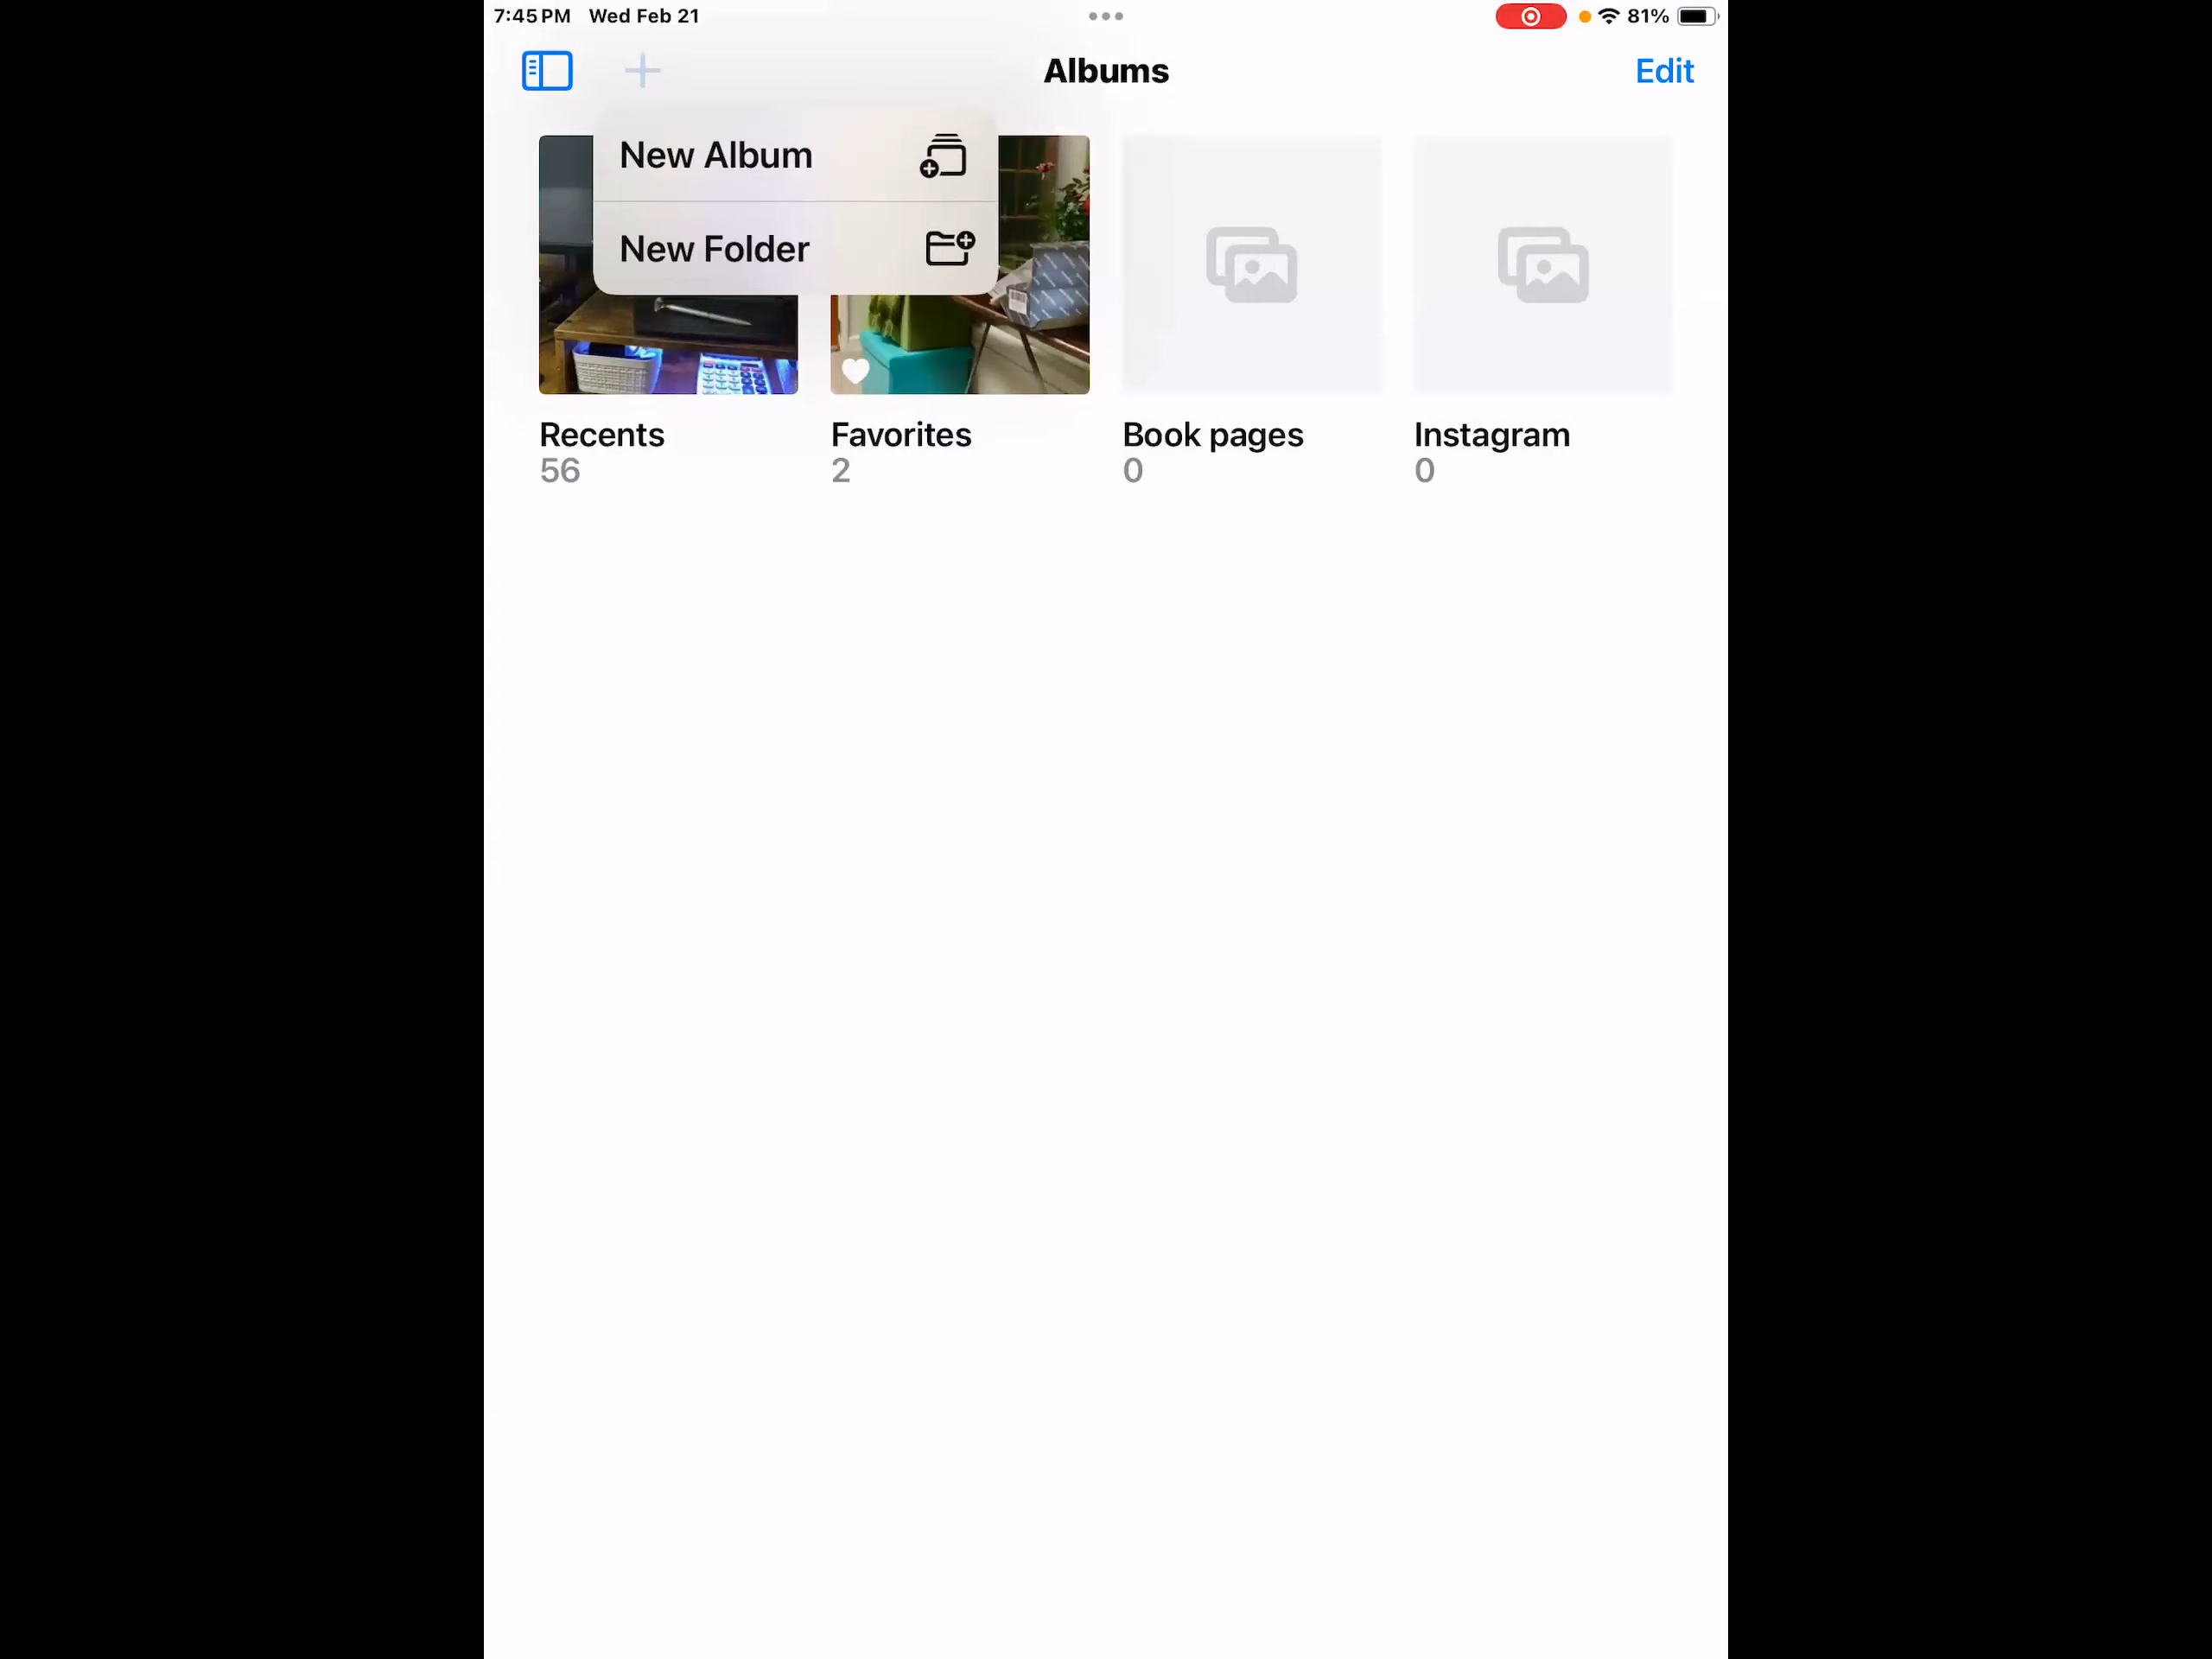 7:45 PM Wed Feb 21
81%
Albums
Edit
New Album
New Folder
Recents
56
Favorites
2
Book pages
0
Instagram
0